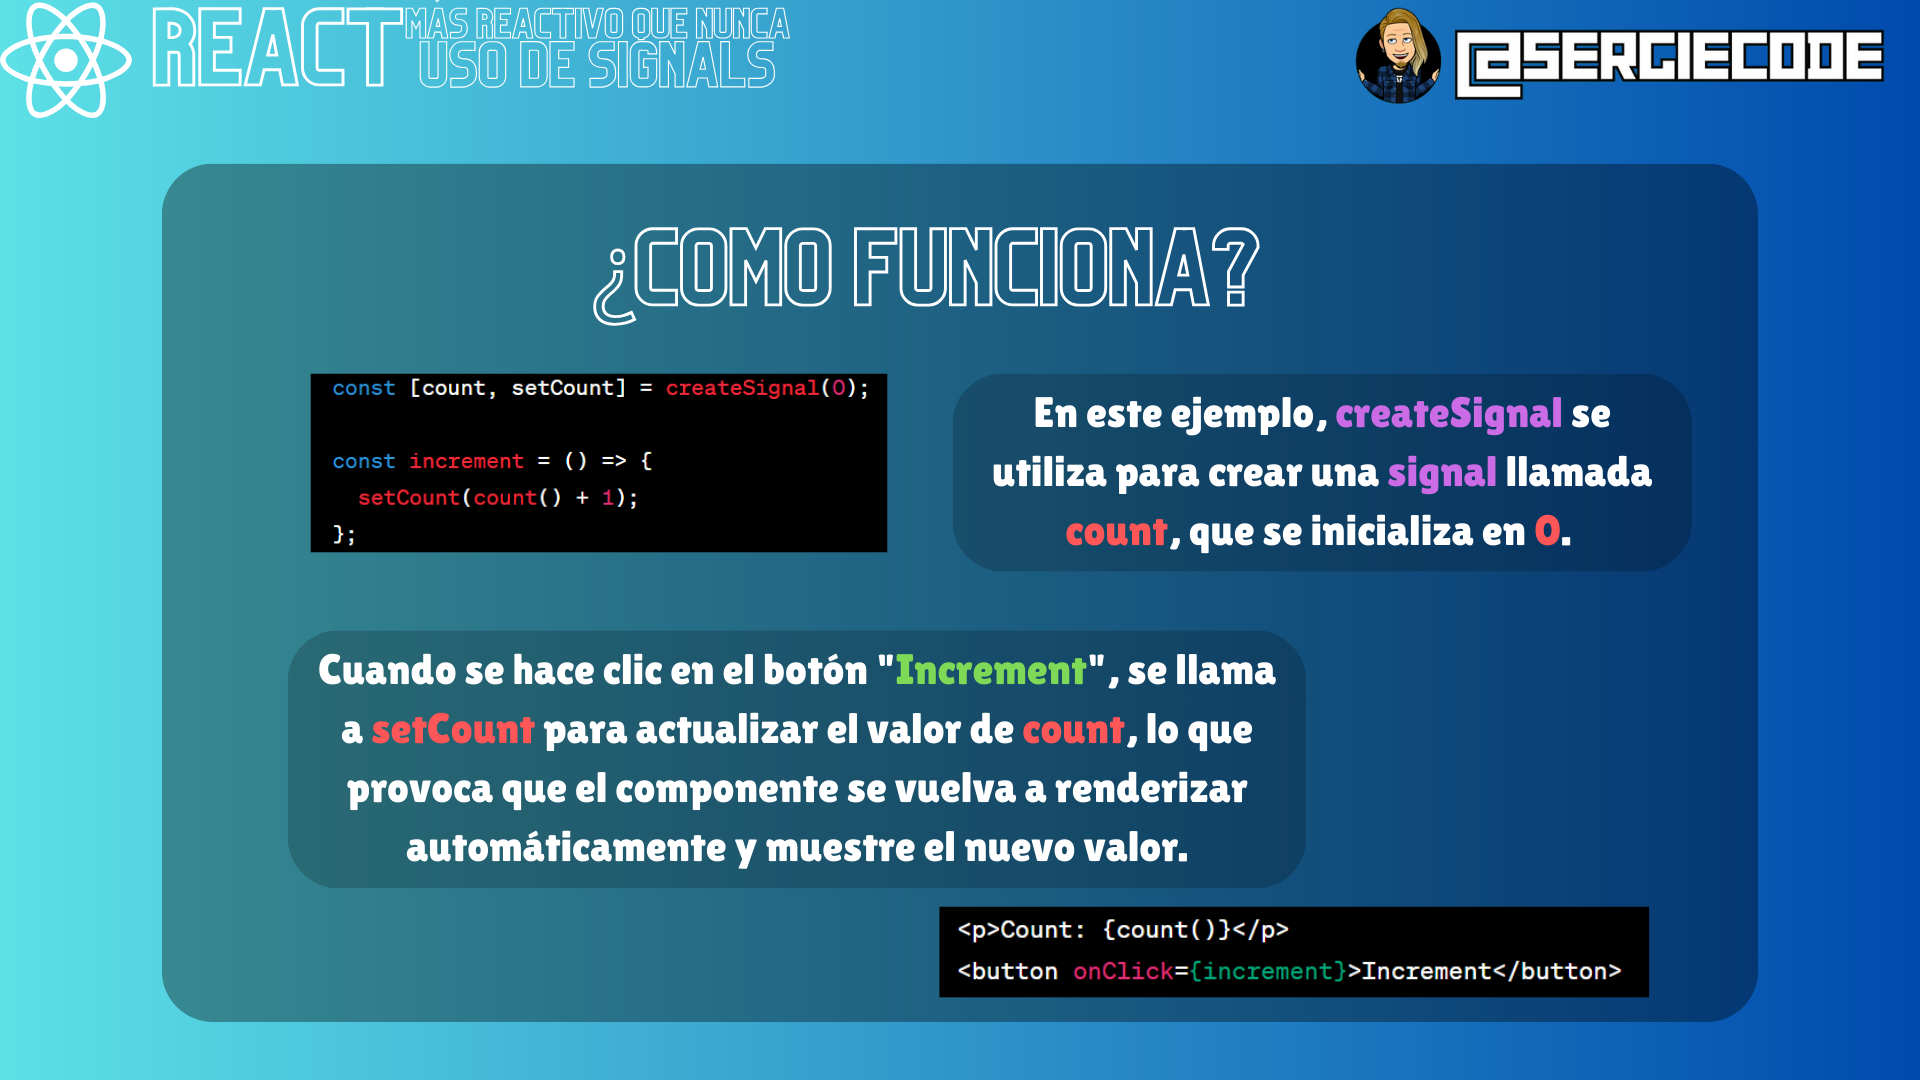 REACT
MÁS REACTIVO QUE NUNCA
USO DE SIGNALS
@SERGIECODE
¿COMO FUNCIONA?
const [count, setCount] = createSignal(0);
const increment = () => {
setCount(count() + 1);
};
En este ejemplo, createSignal se
utiliza para crear una signal llamada
count, que se inicializa en 0.
Cuando se hace clic en el botón "Increment", se llama
a setCount para actualizar el valor de count, lo que
provoca que el componente se vuelva a renderizar
automáticamente y muestre el nuevo valor.
<p>Count: {count()}</p>
<button onClick={increment}>Increment</button>